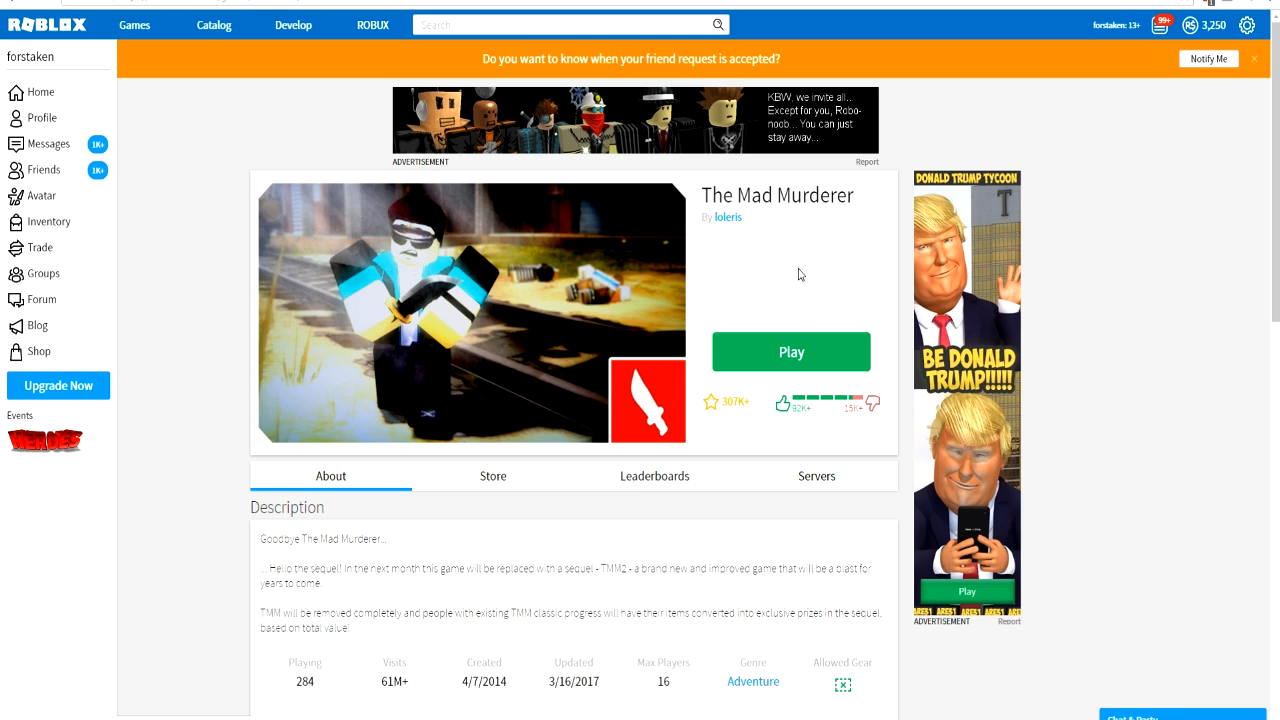 ROBLOX
Games
Catalog
Develop
ROBUX
Search
forstaken: 13+
99+
R$
3,250
forstaken
Do you want to know when your friend request is accepted?
Notify Me
Home
Profile
Messages
1K+
Friends
1K+
Avatar
Inventory
Trade
Groups
Forum
Blog
Shop
Upgrade Now
Events
HEROES
KBW, we invite all...
Except for you, Robo-
noob... You can just
stay away...
ADVERTISEMENT
Report
The Mad Murderer
By loleris
Play
307K+
92K+
15K+
DONALD TRUMP TYCOON
T
BE DONALD
TRUMP!!!!!
Play
ADVERTISEMENT
Report
About
Store
Leaderboards
Servers
Description
Goodbye The Mad Murderer...
... Hello the sequel! In the next month this game will be replaced with a sequel - TMM2 - a brand new and improved game that will be a blast for
years to come.
TMM will be removed completely and people with existing TMM classic progress will have their items converted into exclusive prizes in the sequel,
based on total value!
Playing
Visits
Created
Updated
Max Players
Genre
Allowed Gear
284
61M+
4/7/2014
3/16/2017
16
Adventure
Chat & Party